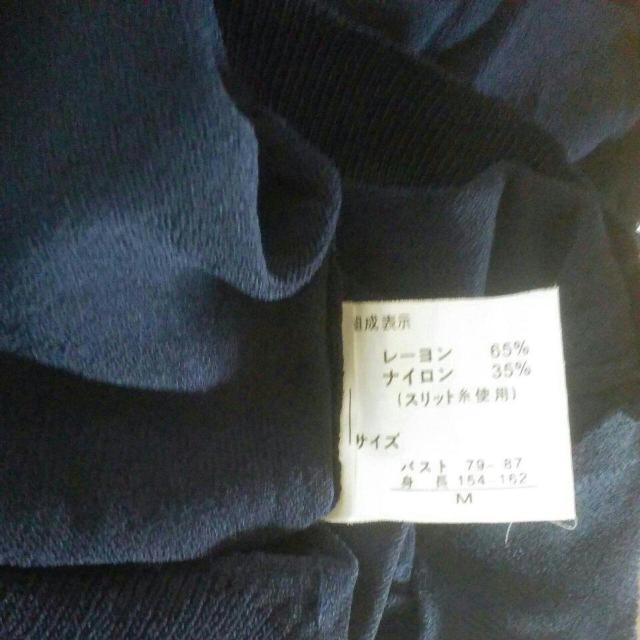 組成表示
レーヨン 65%
ナイロン 35%
(スリット糸使用)
サイズ
バスト 79-87
身長 154-162
M